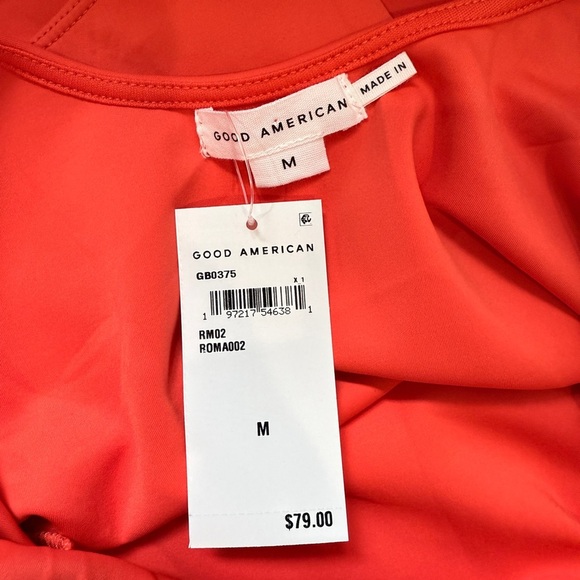 GOOD AMERICAN
MADE IN
M
GOOD AMERICAN
GB0375
X 1
1 97217 54638 1
RM02
ROMA002
M
$79.00